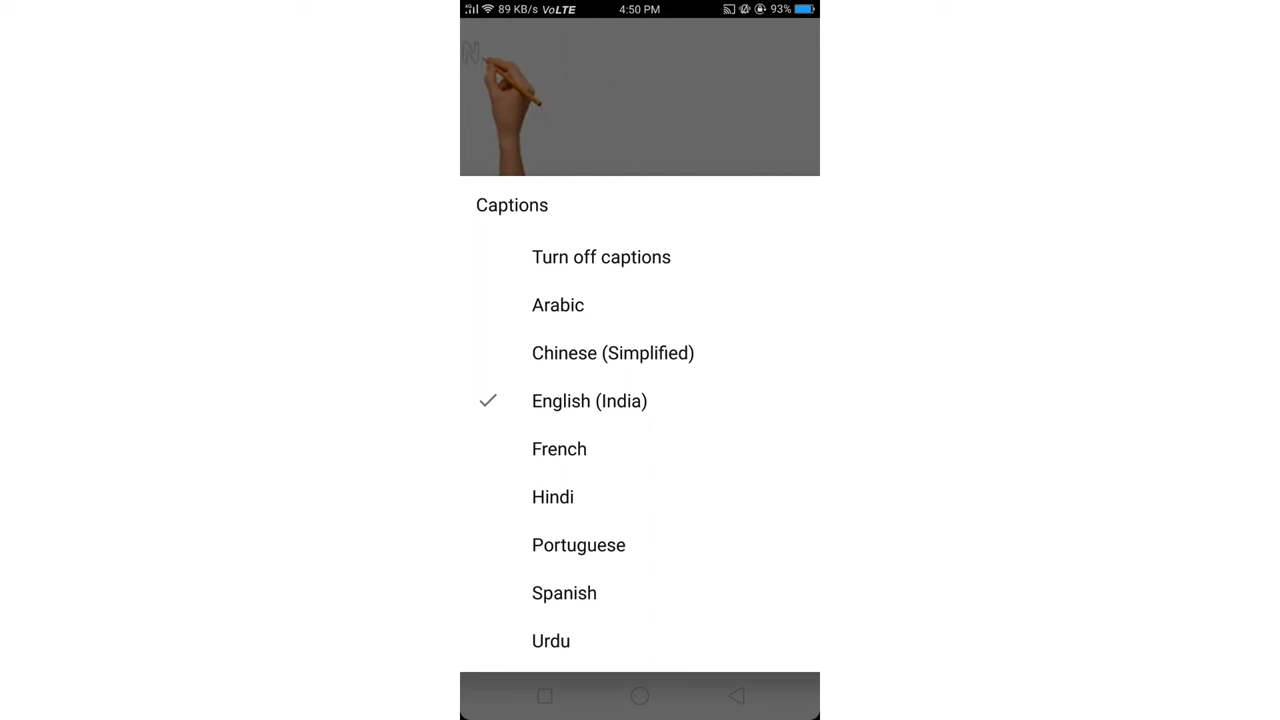 89 KB/s VoLTE 4:50 PM 93%
N
Captions
Turn off captions
Arabic
Chinese (Simplified)
English (India)
French
Hindi
Portuguese
Spanish
Urdu